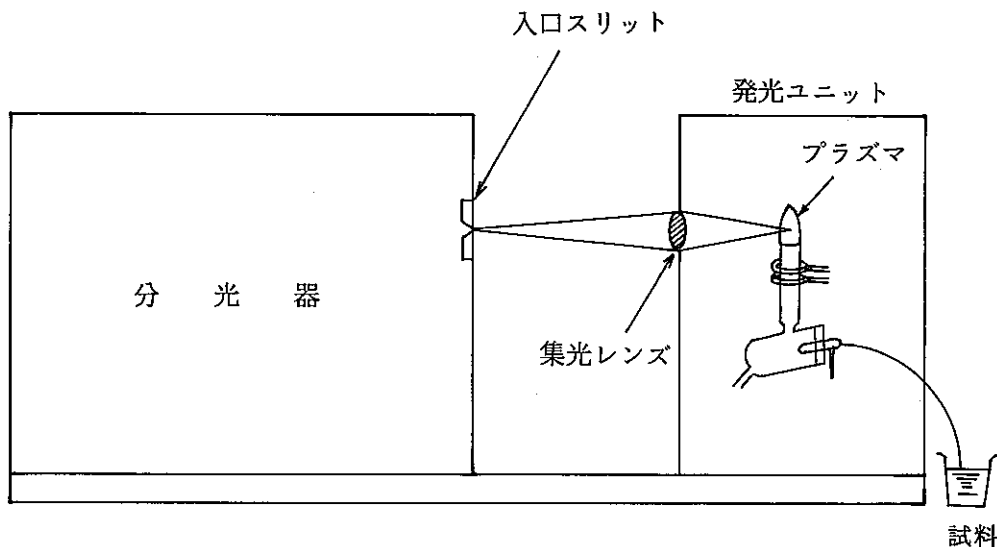 入口スリット
発光ユニット
プラズマ
分光器
集光レンズ
試料